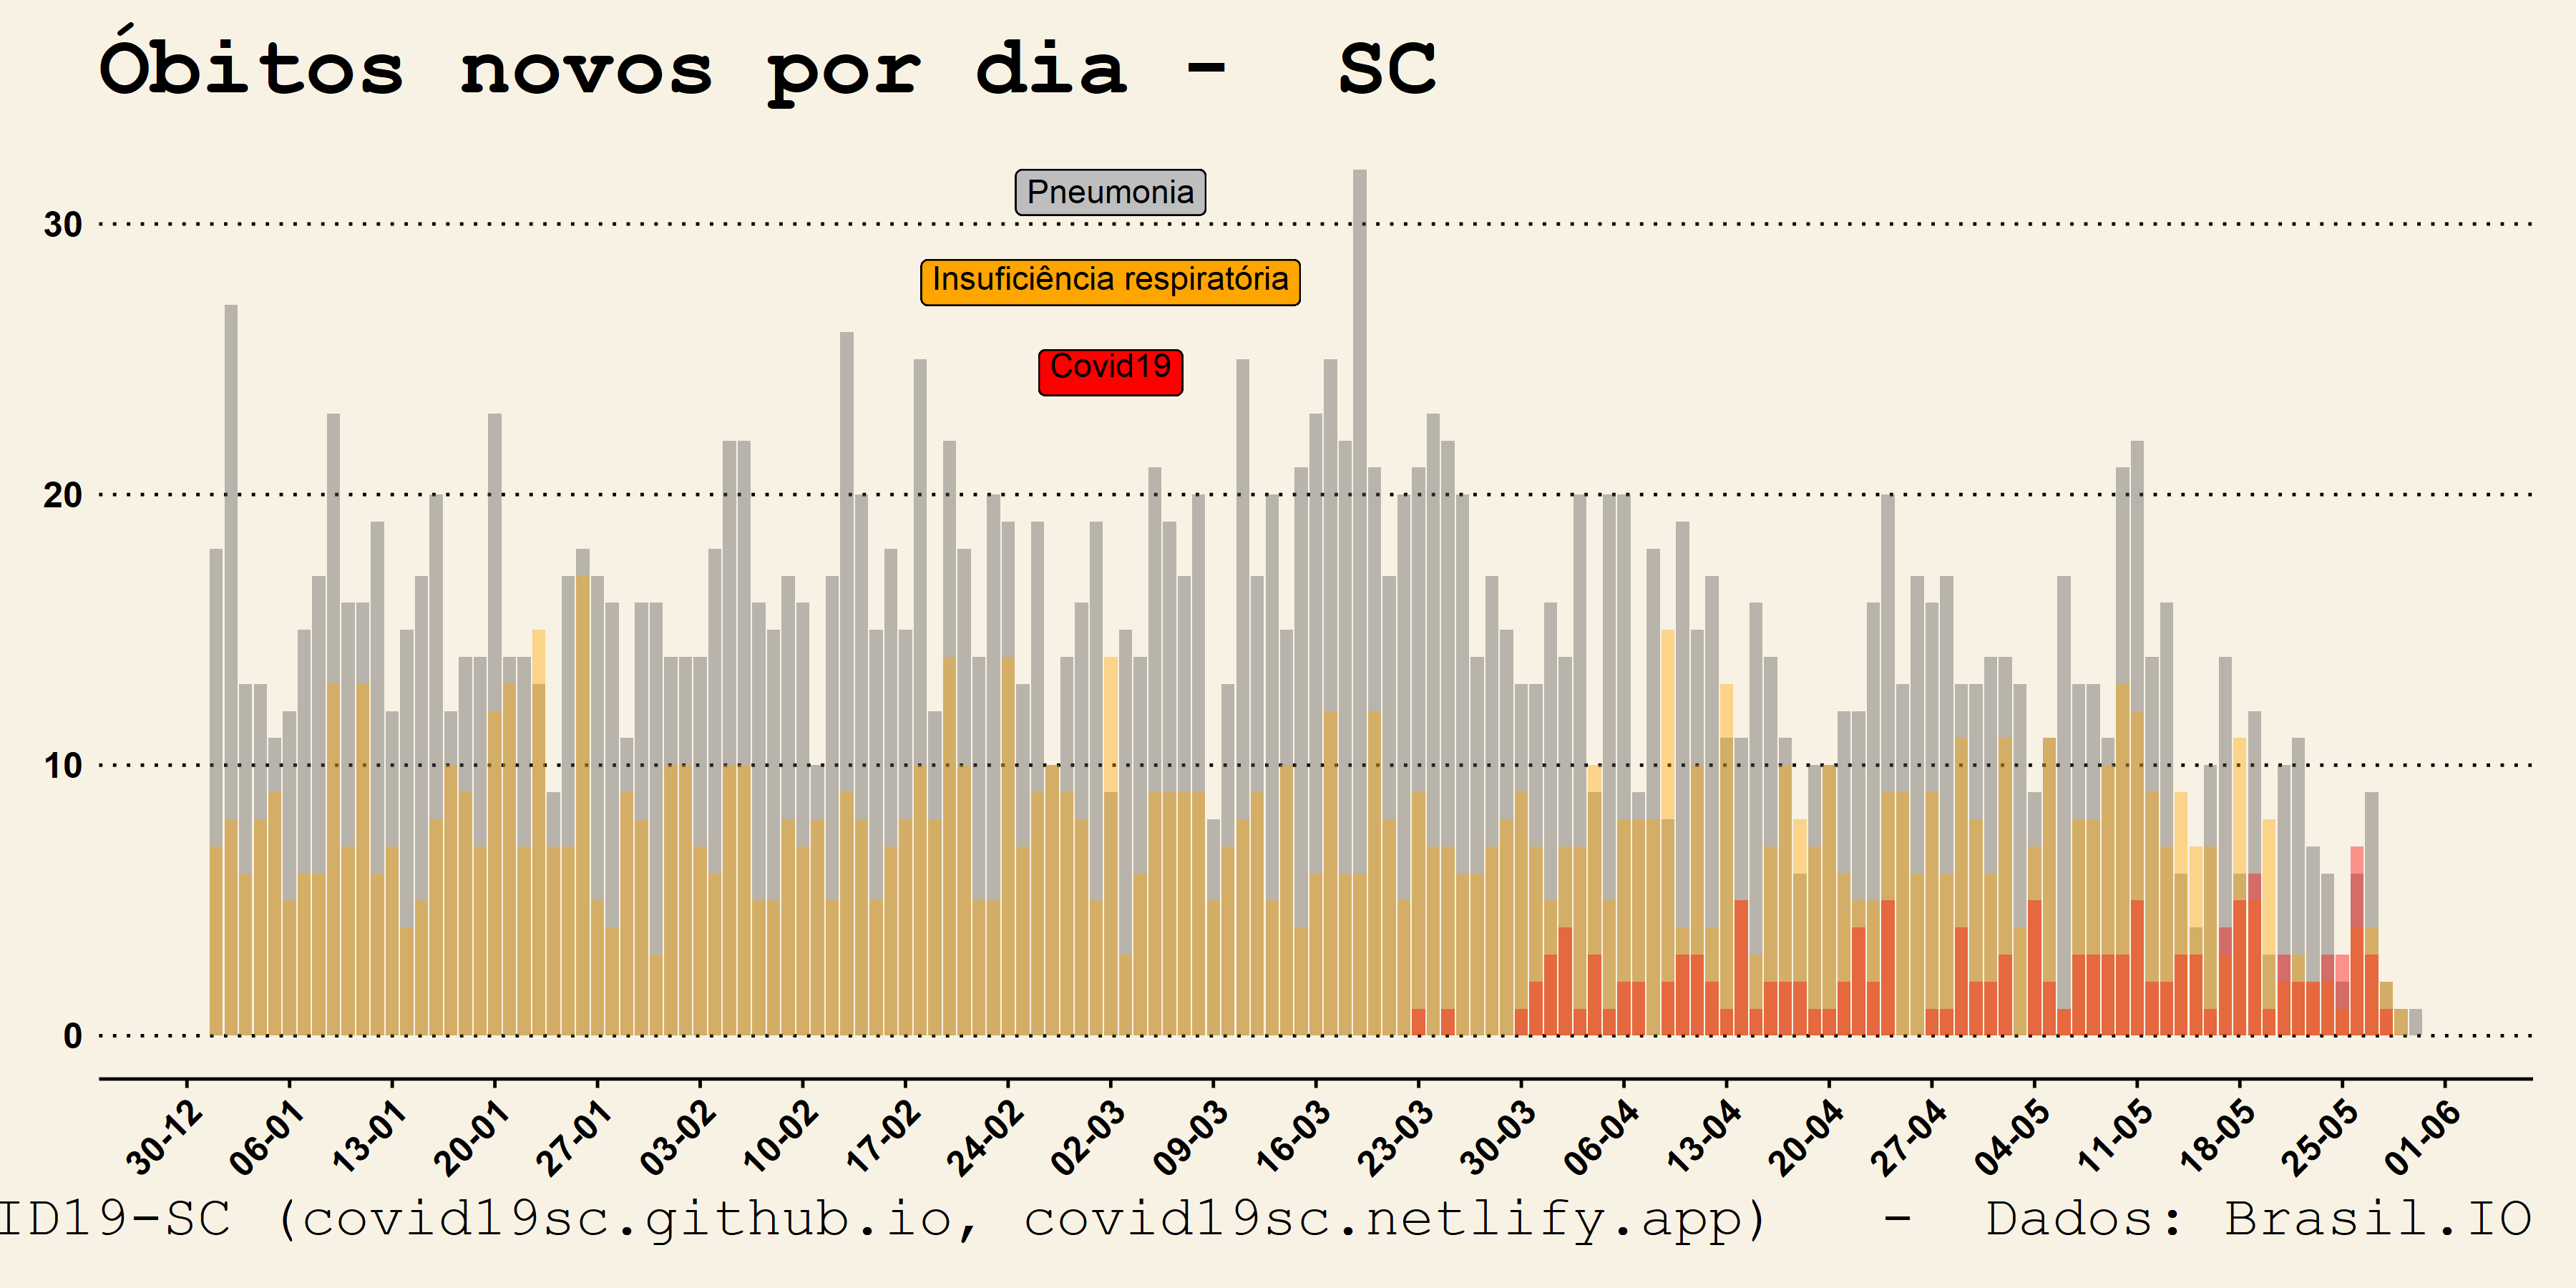 Óbitos novos por dia - SC
Pneumonia
30
Insuficiência respiratória
Covid19
20
10
0
30-12 06-01 13-01 20-01 27-01 03-02 10-02 17-02 24-02 02-03 09-03 16-03 23-03 30-03 06-04 13-04 20-04 27-04 04-05 11-05 18-05 25-05 01-06
ID19-SC (covid19sc.github.io, covid19sc.netlify.app) - Dados: Brasil.IO